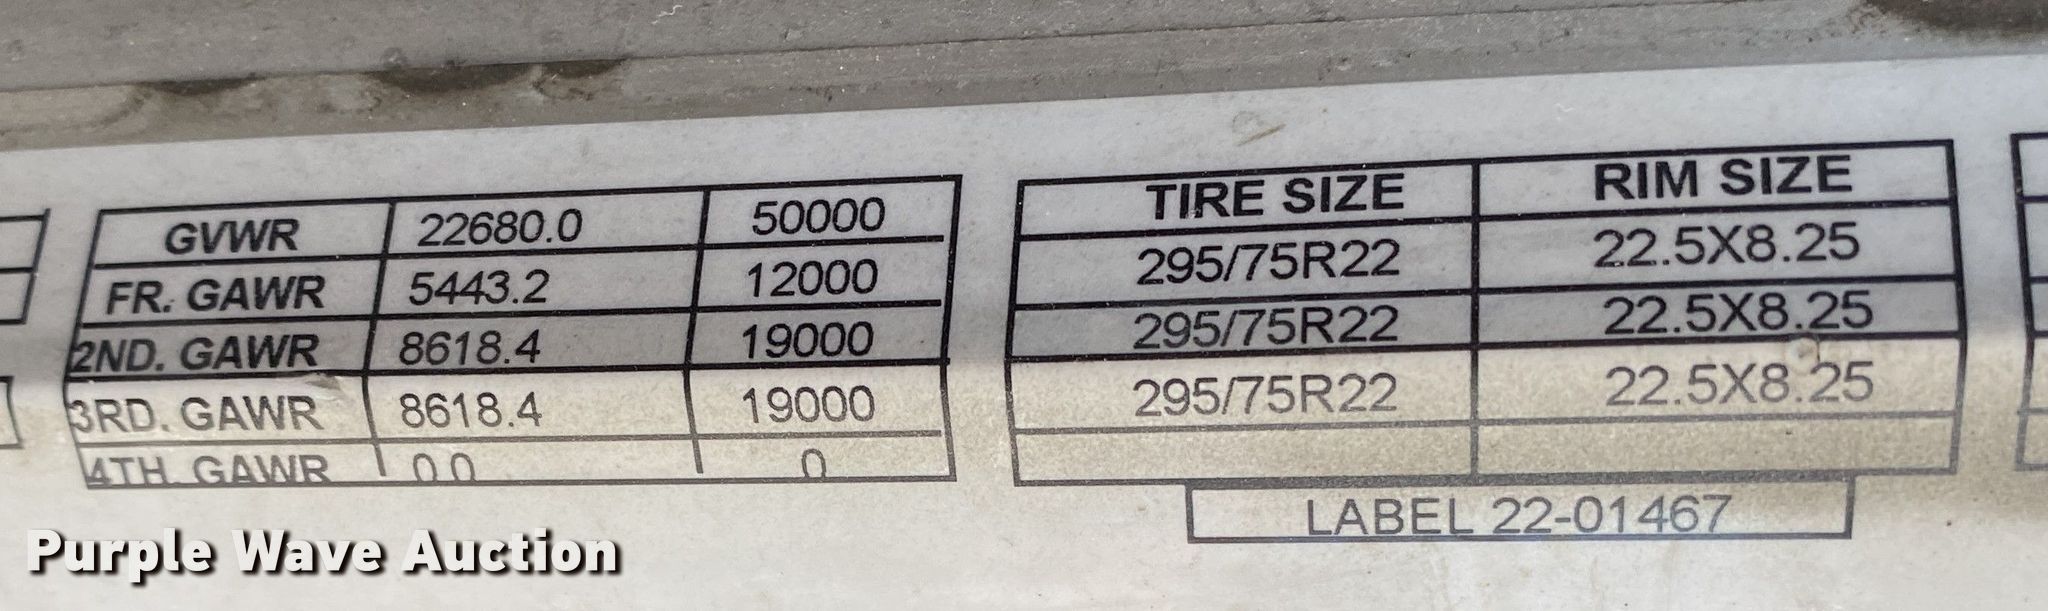 GVWR 22680.0 50000
FR. GAWR 5443.2 12000
2ND. GAWR 8618.4 19000
3RD. GAWR 8618.4 19000
4TH. GAWR 0.0 0
TIRE SIZE RIM SIZE
295/75R22 22.5X8.25
295/75R22 22.5X8.25
295/75R22 22.5X8.25
LABEL 22-01467
Purple Wave Auction